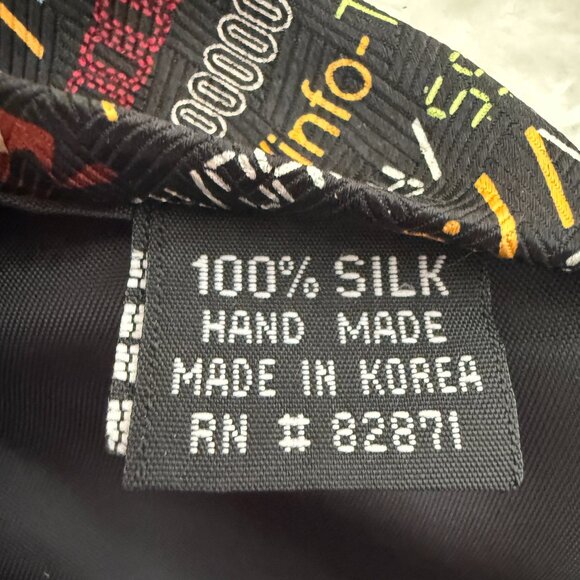 info-T
100% SILK
HAND MADE
MADE IN KOREA
RN # 82871